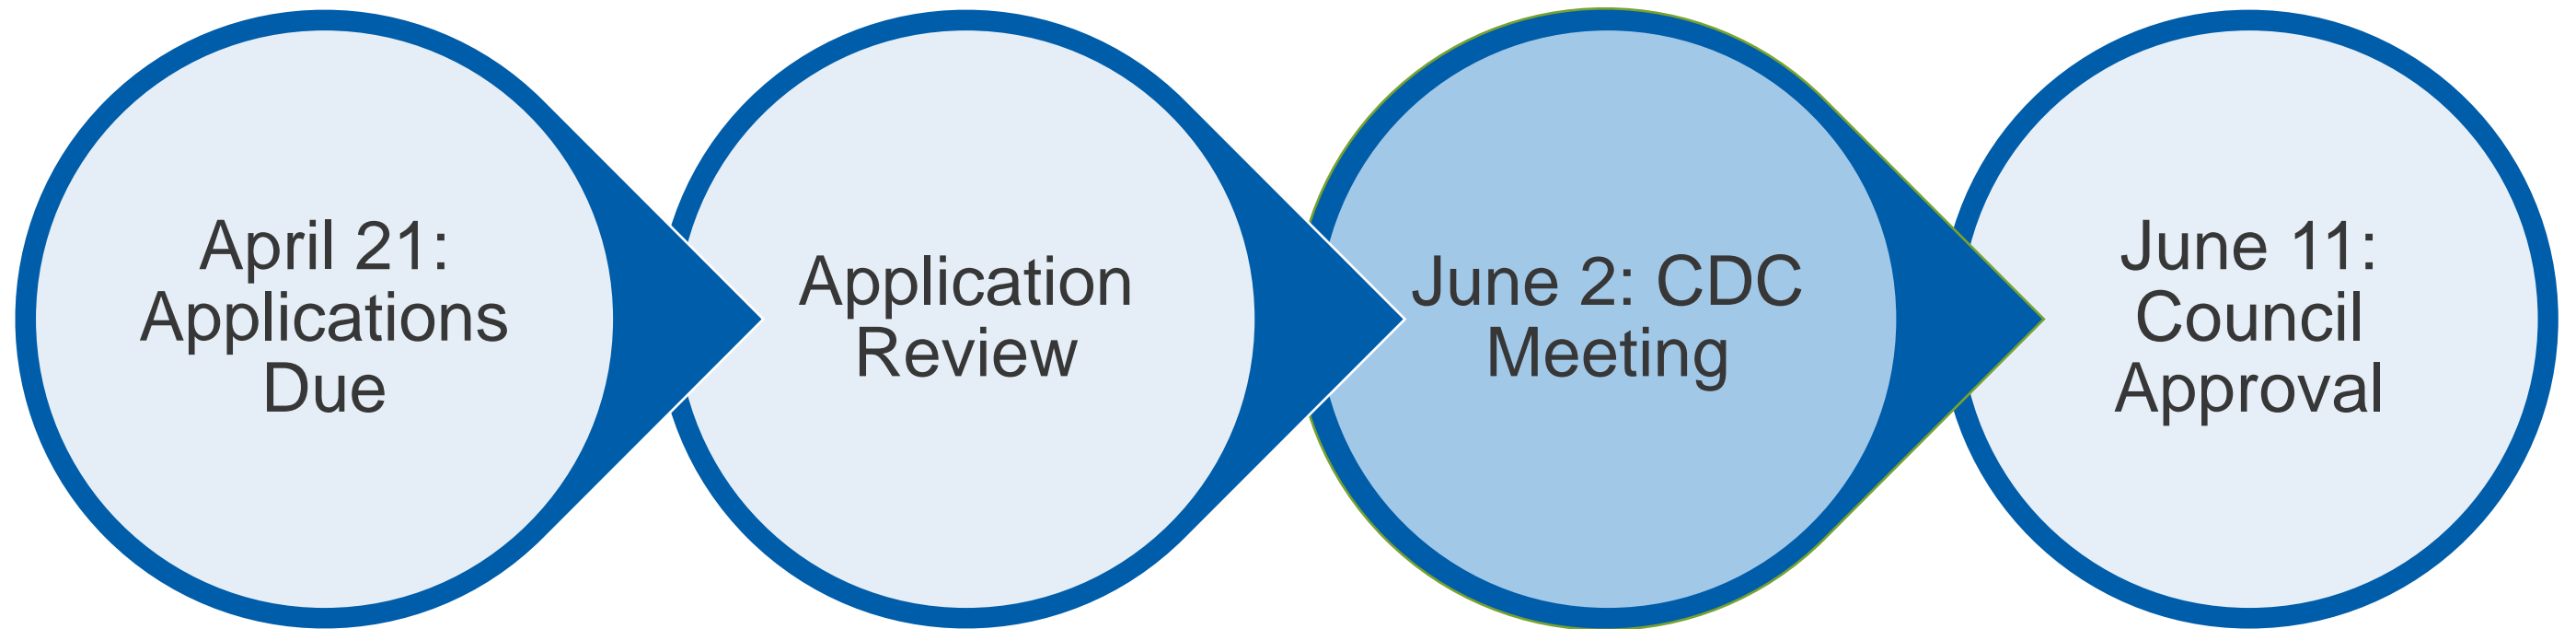 April 21:
Applications
Due
Application
Review
June 2: CDC
Meeting
June 11:
Council
Approval